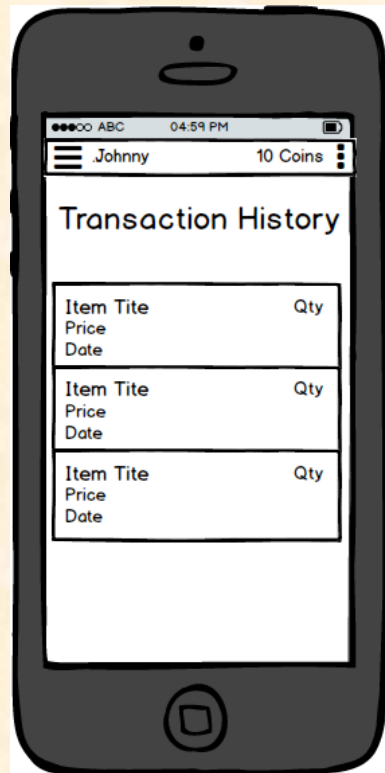 ABC 04:59 PM
.Johnny 10 Coins
Transaction History
Item Tite Qty
Price
Date
Item Tite Qty
Price
Date
Item Tite Qty
Price
Date